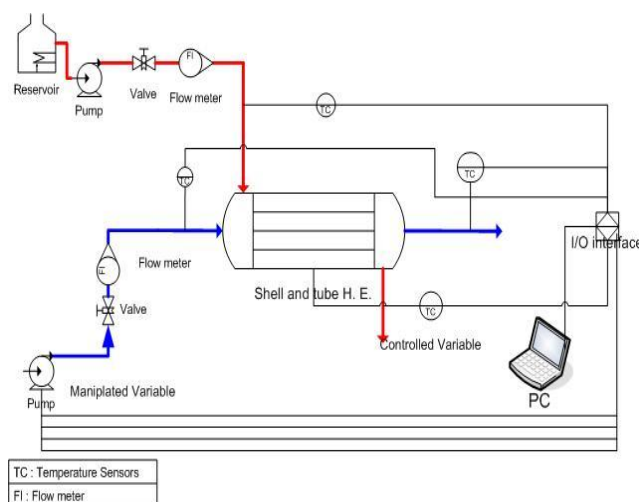 FI
Reservoir
Valve
Pump
Flow meter
TC
TC
TC
I/O interface
Flow meter
FI
Shell and tube H. E.
TC
Valve
Controlled Variable
Maniplated Variable
PC
Pump
TC : Temperature Sensors
FI : Flow meter